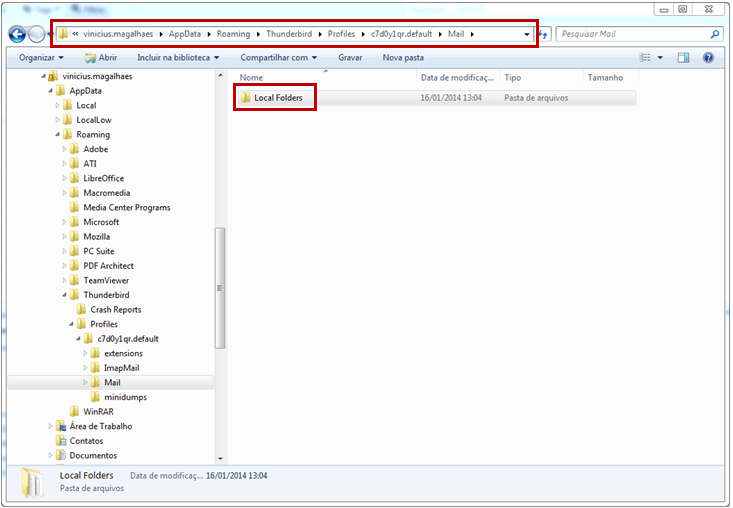 « vinicius.magalhaes ▸ AppData ▸ Roaming ▸ Thunderbird ▸ Profiles ▸ c7d0y1qr.default ▸ Mail ▸
Pesquisar Mail
Organizar Abrir Incluir na biblioteca Compartilhar com Gravar Nova pasta
vinicius.magalhaes
AppData
Local
LocalLow
Roaming
Adobe
ATI
LibreOffice
Macromedia
Media Center Programs
Microsoft
Mozilla
PC Suite
PDF Architect
TeamViewer
Thunderbird
Crash Reports
Profiles
c7d0y1qr.default
extensions
ImapMail
Mail
minidumps
WinRAR
Área de Trabalho
Contatos
Documentos
Nome Data de modificaç... Tipo Tamanho
Local Folders 16/01/2014 13:04 Pasta de arquivos
Local Folders Data de modificaç... 16/01/2014 13:04
Pasta de arquivos